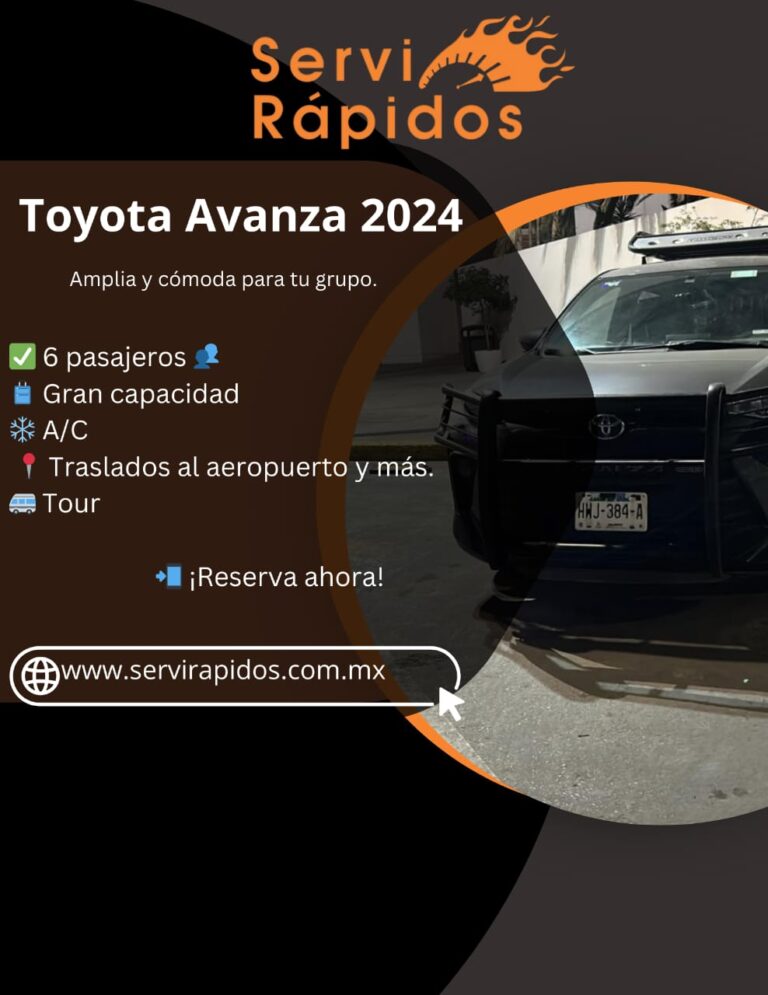 Servi
Rápidos
Toyota Avanza 2024
Amplia y cómoda para tu grupo.
✅ 6 pasajeros 👥
🧳 Gran capacidad
❄️ A/C
📍 Traslados al aeropuerto y más.
🚐 Tour
📲 ¡Reserva ahora!
www.servirapidos.com.mx
HWJ-384-A